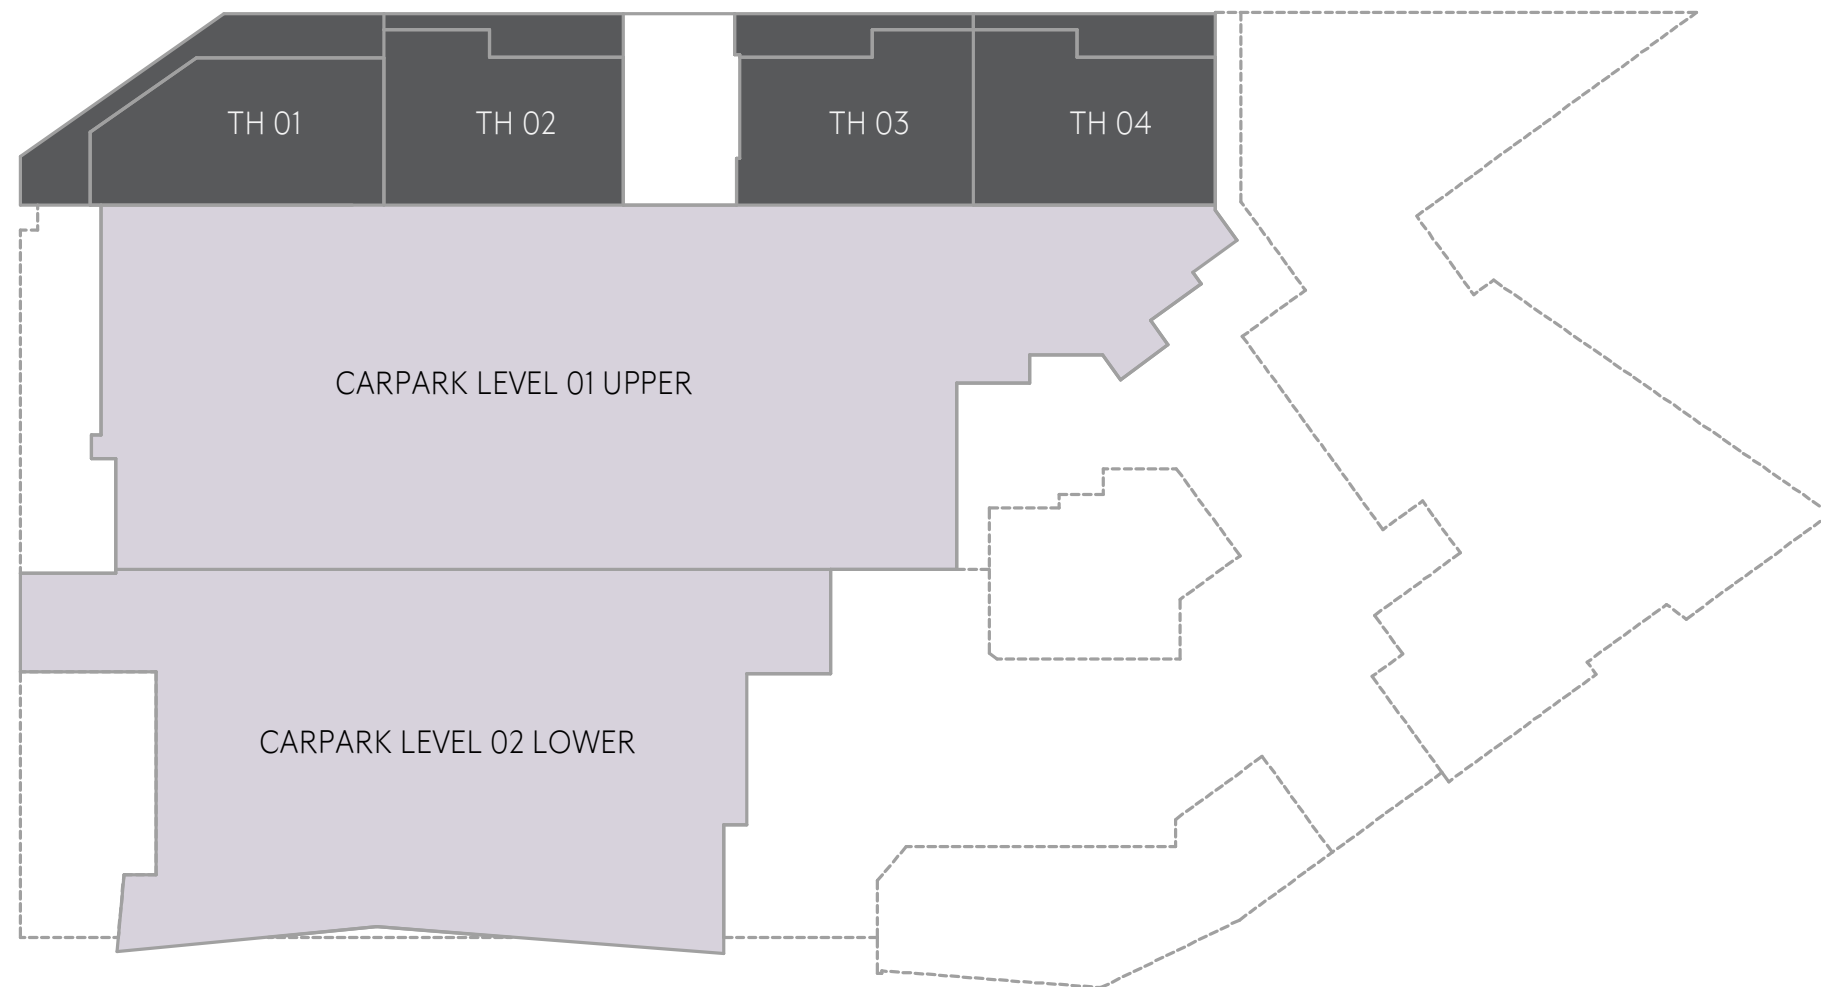 TH 01
TH 02
TH 03
TH 04
CARPARK LEVEL 01 UPPER
CARPARK LEVEL 02 LOWER